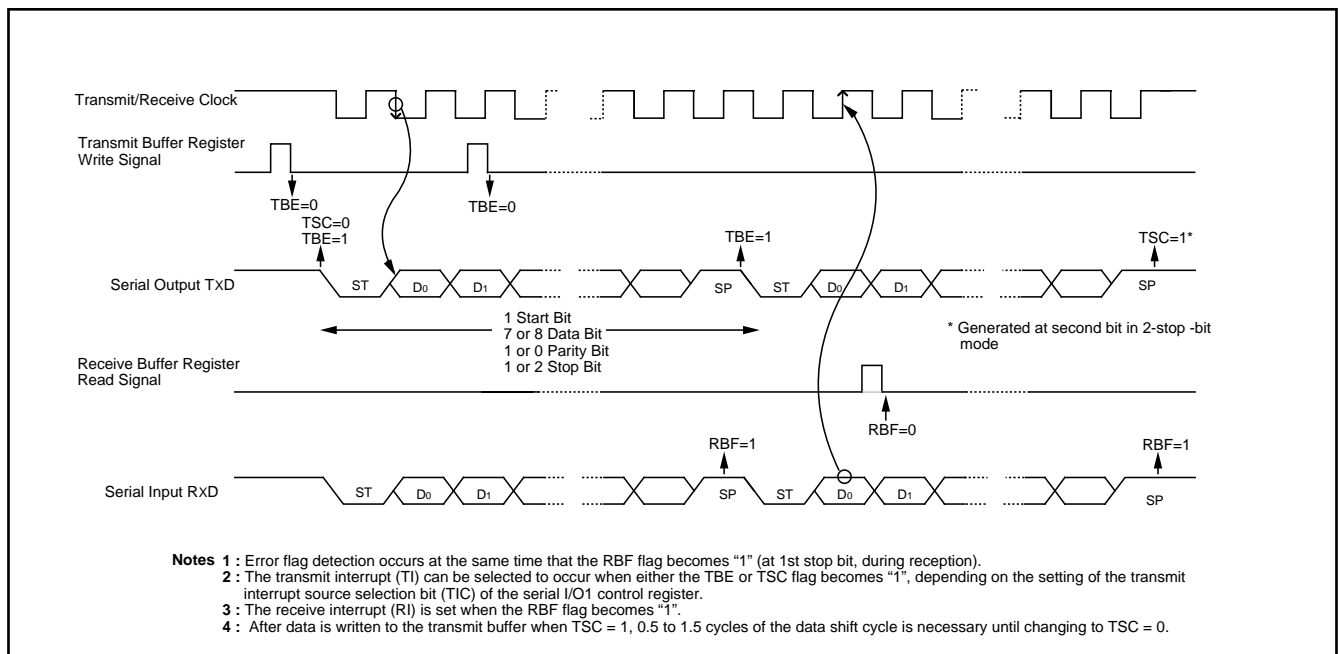 Transmit/Receive Clock
Transmit Buffer Register
Write Signal
TBE=0
TBE=0
TSC=0
TBE=1
TBE=1
TSC=1*
Serial Output TXD
ST
D0
D1
SP
ST
D0
D1
SP
1 Start Bit
7 or 8 Data Bit
1 or 0 Parity Bit
1 or 2 Stop Bit
* Generated at second bit in 2-stop -bit
mode
Receive Buffer Register
Read Signal
RBF=0
RBF=1
RBF=1
Serial Input RXD
ST
D0
D1
SP
ST
D0
D1
SP
Notes 1 : Error flag detection occurs at the same time that the RBF flag becomes “1” (at 1st stop bit, during reception).
2 : The transmit interrupt (TI) can be selected to occur when either the TBE or TSC flag becomes “1”, depending on the setting of the transmit
interrupt source selection bit (TIC) of the serial I/O1 control register.
3 : The receive interrupt (RI) is set when the RBF flag becomes “1”.
4 : After data is written to the transmit buffer when TSC = 1, 0.5 to 1.5 cycles of the data shift cycle is necessary until changing to TSC = 0.